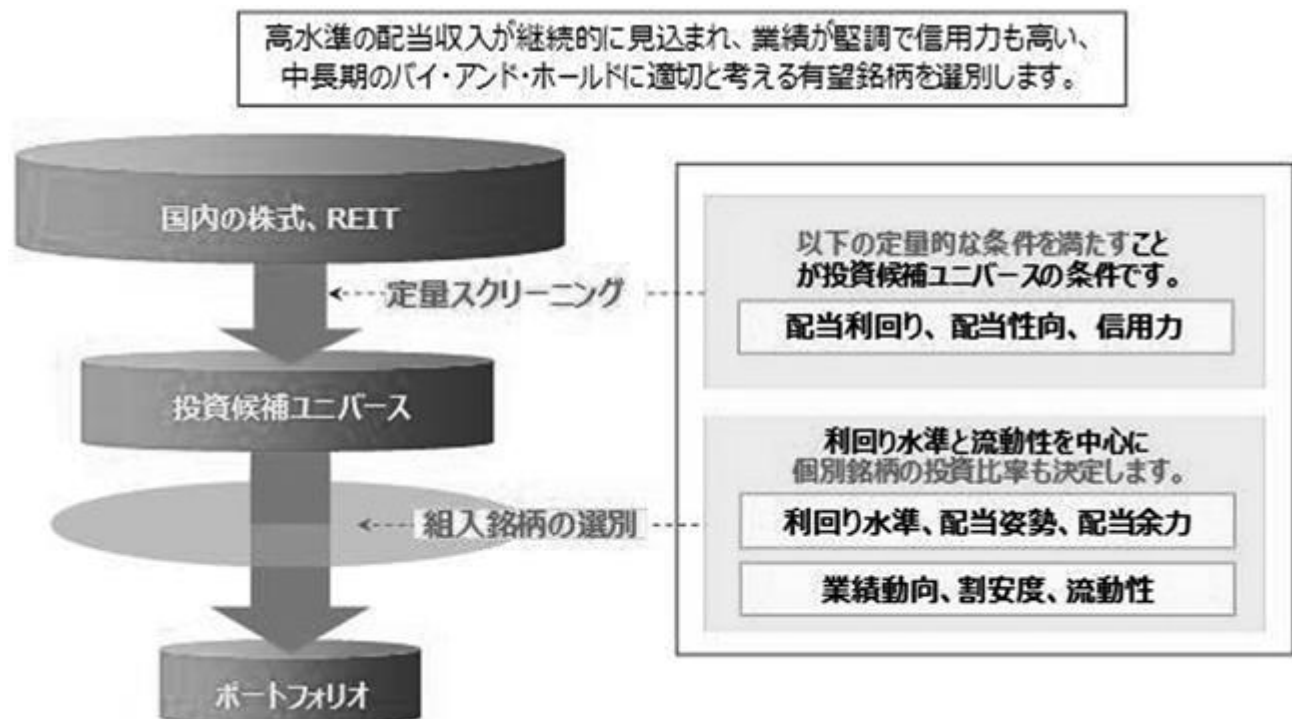 高水準の配当収入が継続的に見込まれ、業績が堅調で信用力も高い、
中長期のバイ・アンド・ホールドに適切と考える有望銘柄を選別します。
国内の株式、REIT
定量スクリーニング
以下の定量的な条件を満たすこと
が投資候補ユニバースの条件です。
配当利回り、配当性向、信用力
投資候補ユニバース
組入銘柄の選別
利回り水準と流動性を中心に
個別銘柄の投資比率も決定します。
利回り水準、配当姿勢、配当余力
業績動向、割安度、流動性
ポートフォリオ